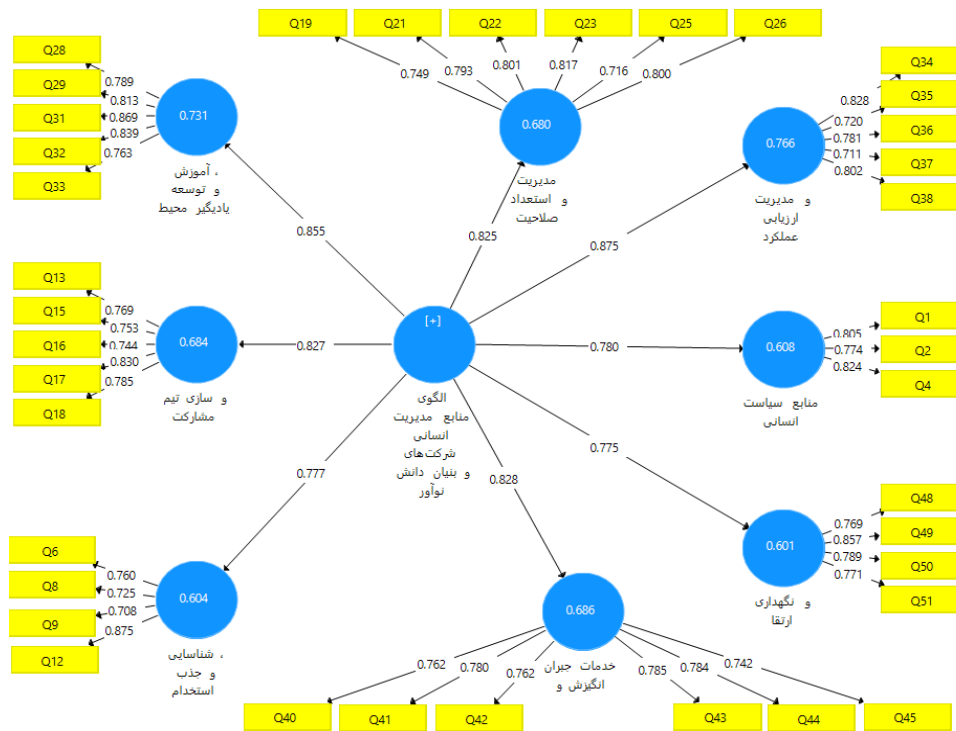 Q19
Q21
Q22
Q23
Q25
Q26
0.749
0.793
0.801
0.817
0.716
0.800
0.680
مدیریت
و استعداد
صلاحیت
Q28
Q29
Q31
Q32
Q33
0.789
0.813
0.869
0.839
0.763
0.731
، آموزش
و توسعه
یادیگیر محیط
Q34
Q35
Q36
Q37
Q38
0.828
0.720
0.781
0.711
0.802
0.766
و مدیریت
ارزیابی
عملکرد
0.855
0.825
0.875
Q13
Q15
Q16
Q17
Q18
0.769
0.753
0.744
0.830
0.785
0.684
و سازی تیم
مشارکت
0.827
[+]
الگوی
منابع مدیریت
انسانی
شرکت‌های
و بنیان دانش
نوآور
0.780
0.608
منابع سیاست
انسانی
0.805
0.774
0.824
Q1
Q2
Q4
0.777
0.828
0.775
Q6
Q8
Q9
Q12
0.760
0.725
0.708
0.875
0.604
، شناسایی
و جذب
استخدام
0.686
خدمات جبران
انگیزش و
0.762
0.780
0.762
0.785
0.784
0.742
Q40
Q41
Q42
Q43
Q44
Q45
0.601
و نگهداری
ارتقا
0.769
0.857
0.789
0.771
Q48
Q49
Q50
Q51